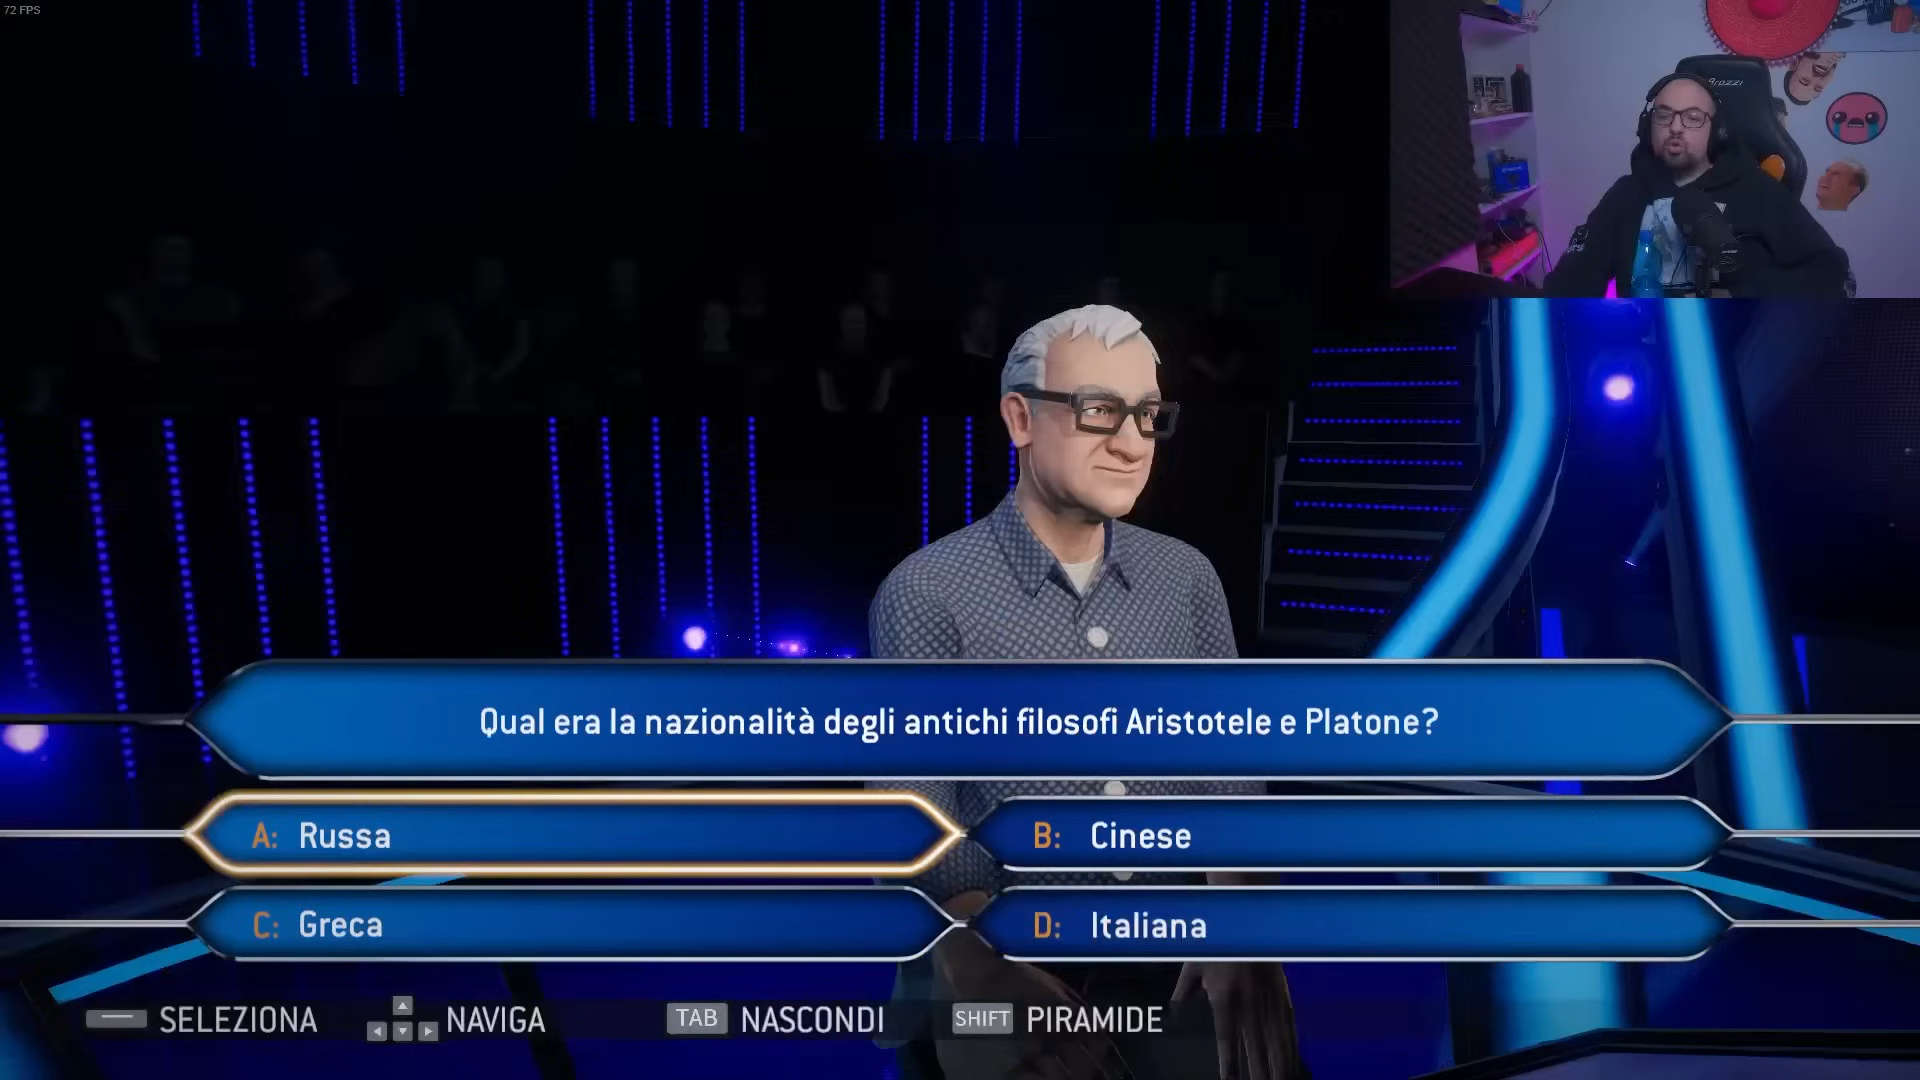 72 FPS
Arozzi
Qual era la nazionalità degli antichi filosofi Aristotele e Platone?
A: Russa
B: Cinese
C: Greca
D: Italiana
SELEZIONA
NAVIGA
TAB NASCONDI
SHIFT PIRAMIDE